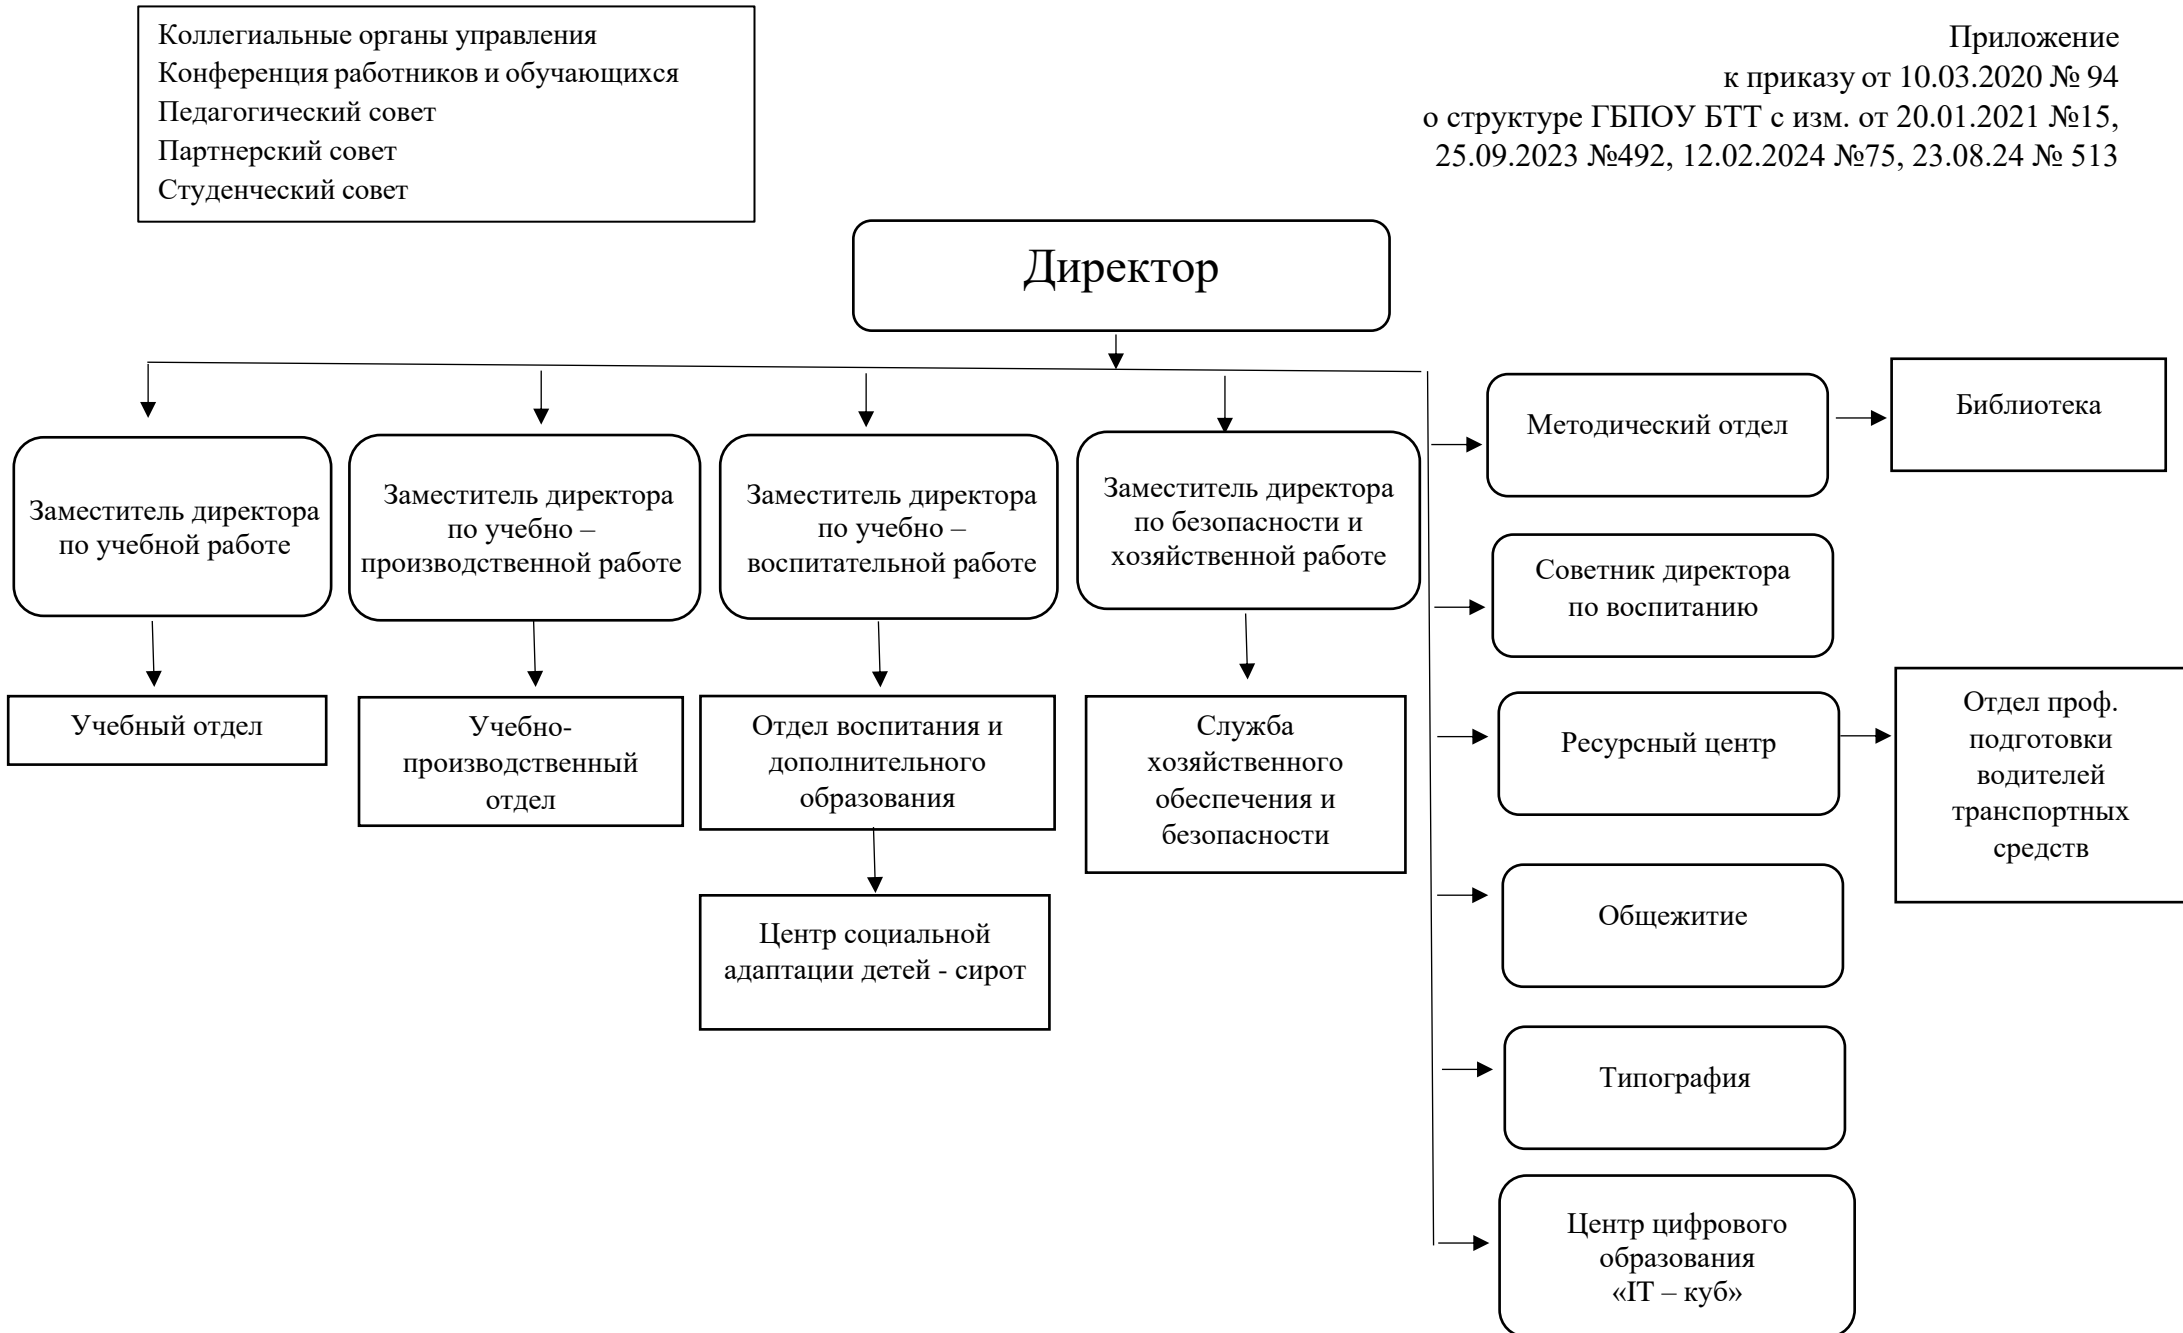 Коллегиальные органы управления
Конференция работников и обучающихся
Педагогический совет
Партнерский совет
Студенческий совет
Приложение
к приказу от 10.03.2020 № 94
о структуре ГБПОУ БТТ с изм. от 20.01.2021 №15,
25.09.2023 №492, 12.02.2024 №75, 23.08.24 № 513
Директор
Заместитель директора
по учебной работе
Заместитель директора
по учебно –
производственной работе
Заместитель директора
по учебно –
воспитательной работе
Заместитель директора
по безопасности и
хозяйственной работе
Учебный отдел
Учебно-
производственный
отдел
Отдел воспитания и
дополнительного
образования
Служба
хозяйственного
обеспечения и
безопасности
Центр социальной
адаптации детей - сирот
Методический отдел
Библиотека
Советник директора
по воспитанию
Ресурсный центр
Отдел проф.
подготовки
водителей
транспортных
средств
Общежитие
Типография
Центр цифрового
образования
«IT – куб»